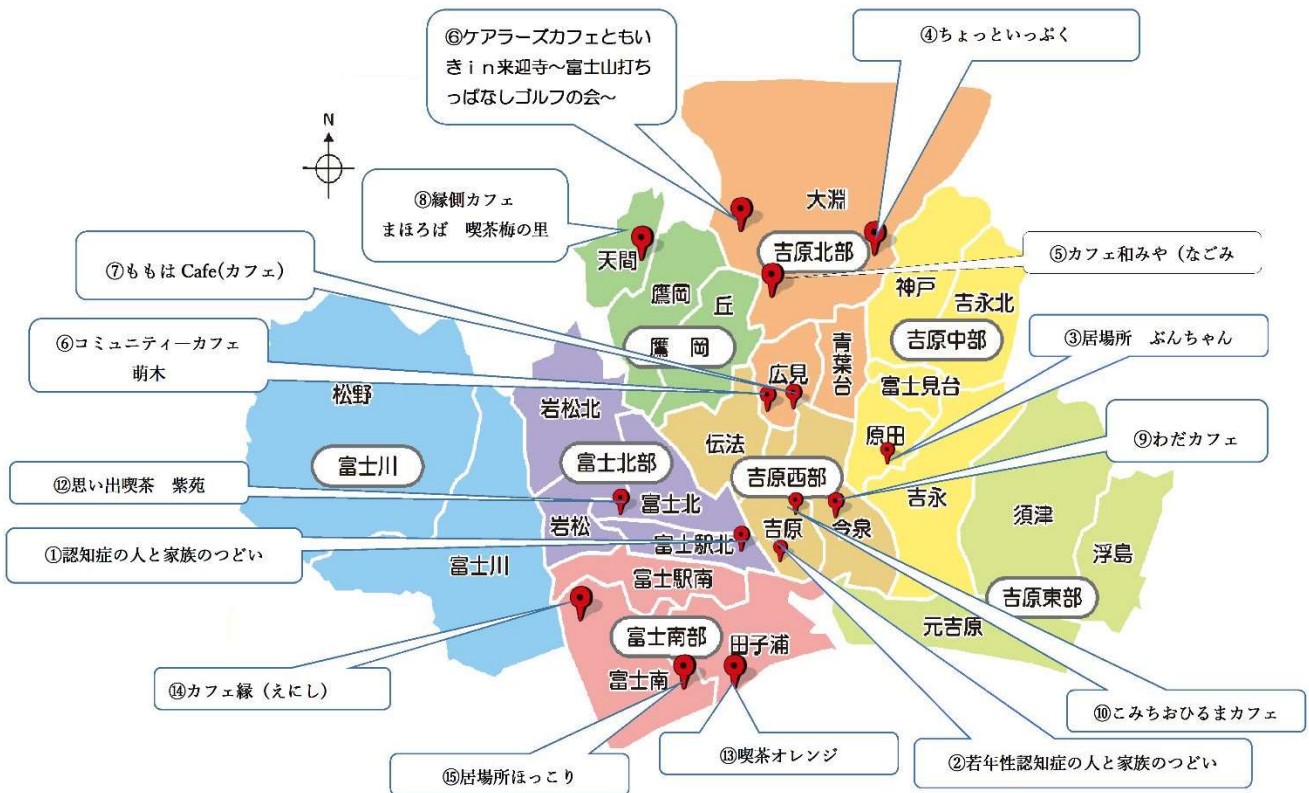 ⑥ケアラーズカフェともい
きin来迎寺～富士山打ち
っぱなしゴルフの会～
④ちょっといっぷく
N
⑧縁側カフェ
まほろば　喫茶梅の里
大淵
吉原北部
⑤カフェ和みや（なごみ
⑦ももはCafe(カフェ）
天間
鷹岡
丘
神戸
吉永北
⑥コミュニティーカフェ
萌木
鷹　岡
青葉台
吉原中部
③居場所　ぶんちゃん
広見
富士見台
松野
岩松北
伝法
原田
⑨わだカフェ
富士川
富士北部
吉原西部
⑫思い出喫茶　紫苑
富士北
吉永
須津
岩松
吉原
今泉
①認知症の人と家族のつどい
富士駅北
浮島
富士川
富士駅南
吉原東部
元吉原
富士南部
田子浦
⑭カフェ縁（えにし）
富士南
⑩こみちおひるまカフェ
⑬喫茶オレンジ
②若年性認知症の人と家族のつどい
⑮居場所ほっこり